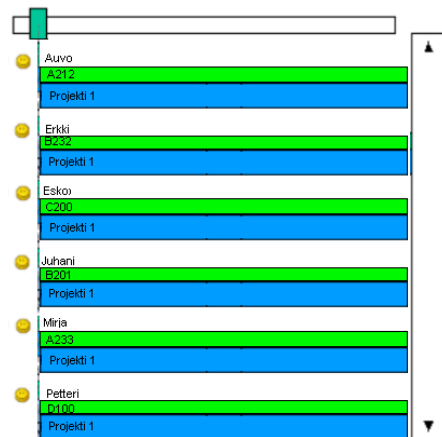 Auvo
A212
Projekti 1
Erkki
B232
Projekti 1
Esko
C200
Projekti 1
Juhani
B201
Projekti 1
Mirja
A233
Projekti 1
Petteri
D100
Projekti 1